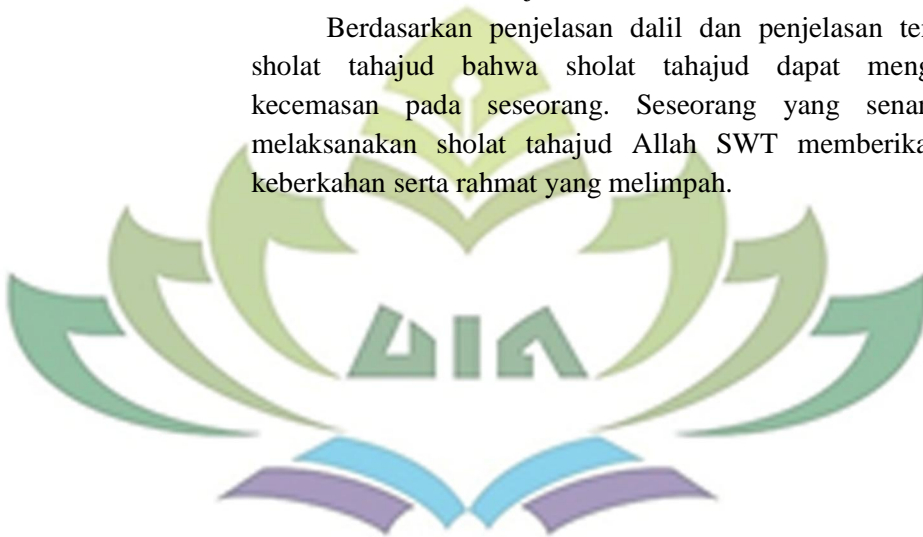 Berdasarkan penjelasan dalil dan penjelasan
sholat tahajud bahwa sholat tahajud dapat
kecemasan pada seseorang. Seseorang yang
melaksanakan sholat tahajud Allah SWT
keberkahan serta rahmat yang melimpah.
UIN